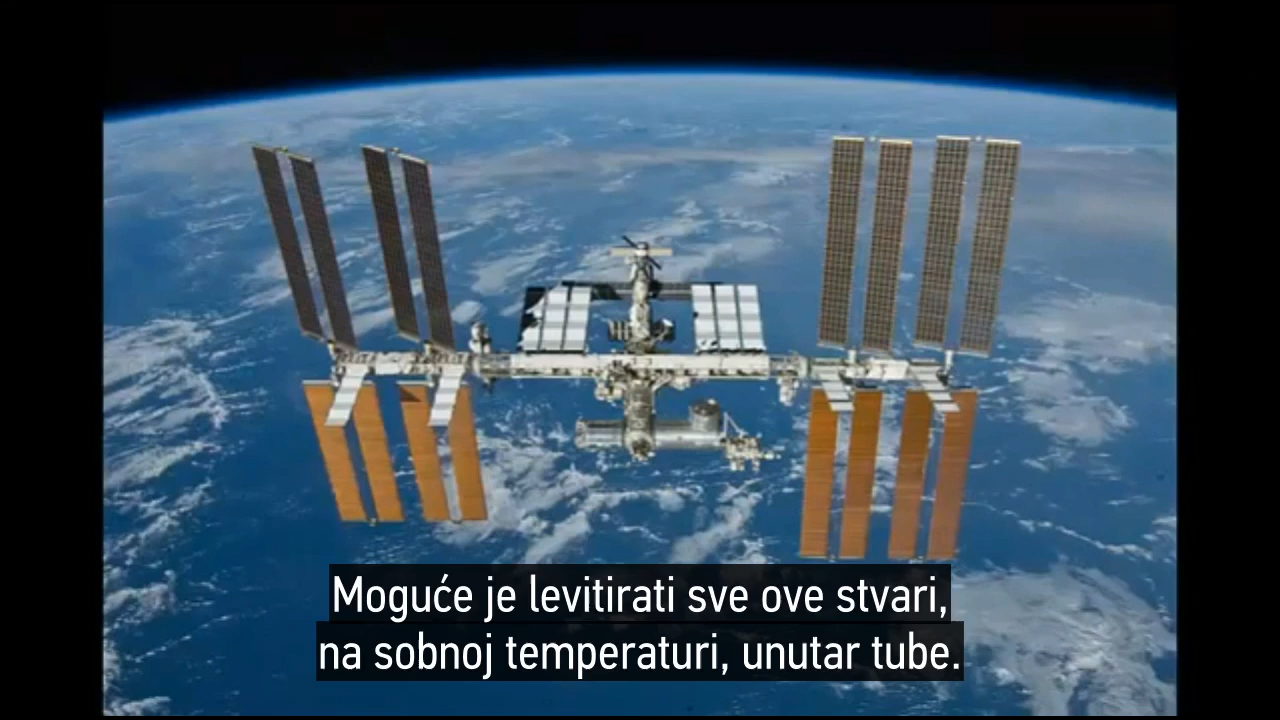 Moguće je levitirati sve ove stvari,
na sobnoj temperaturi, unutar tube.